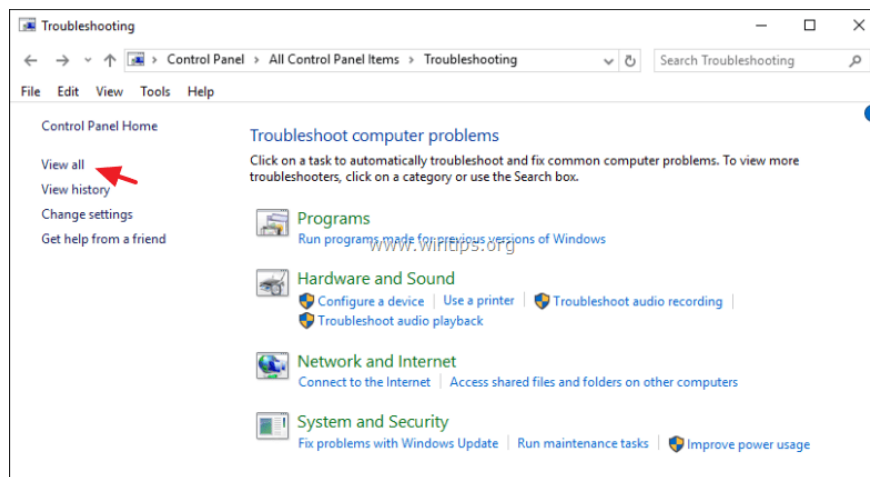 Troubleshooting
Control Panel > All Control Panel Items > Troubleshooting
Search Troubleshooting
File Edit View Tools Help
Control Panel Home
View all
View history
Change settings
Get help from a friend
Troubleshoot computer problems
Click on a task to automatically troubleshoot and fix common computer problems. To view more
troubleshooters, click on a category or use the Search box.
Programs
Run programs made for previous versions of Windows
www.wintips.org
Hardware and Sound
Configure a device | Use a printer | Troubleshoot audio recording |
Troubleshoot audio playback
Network and Internet
Connect to the Internet | Access shared files and folders on other computers
System and Security
Fix problems with Windows Update | Run maintenance tasks | Improve power usage